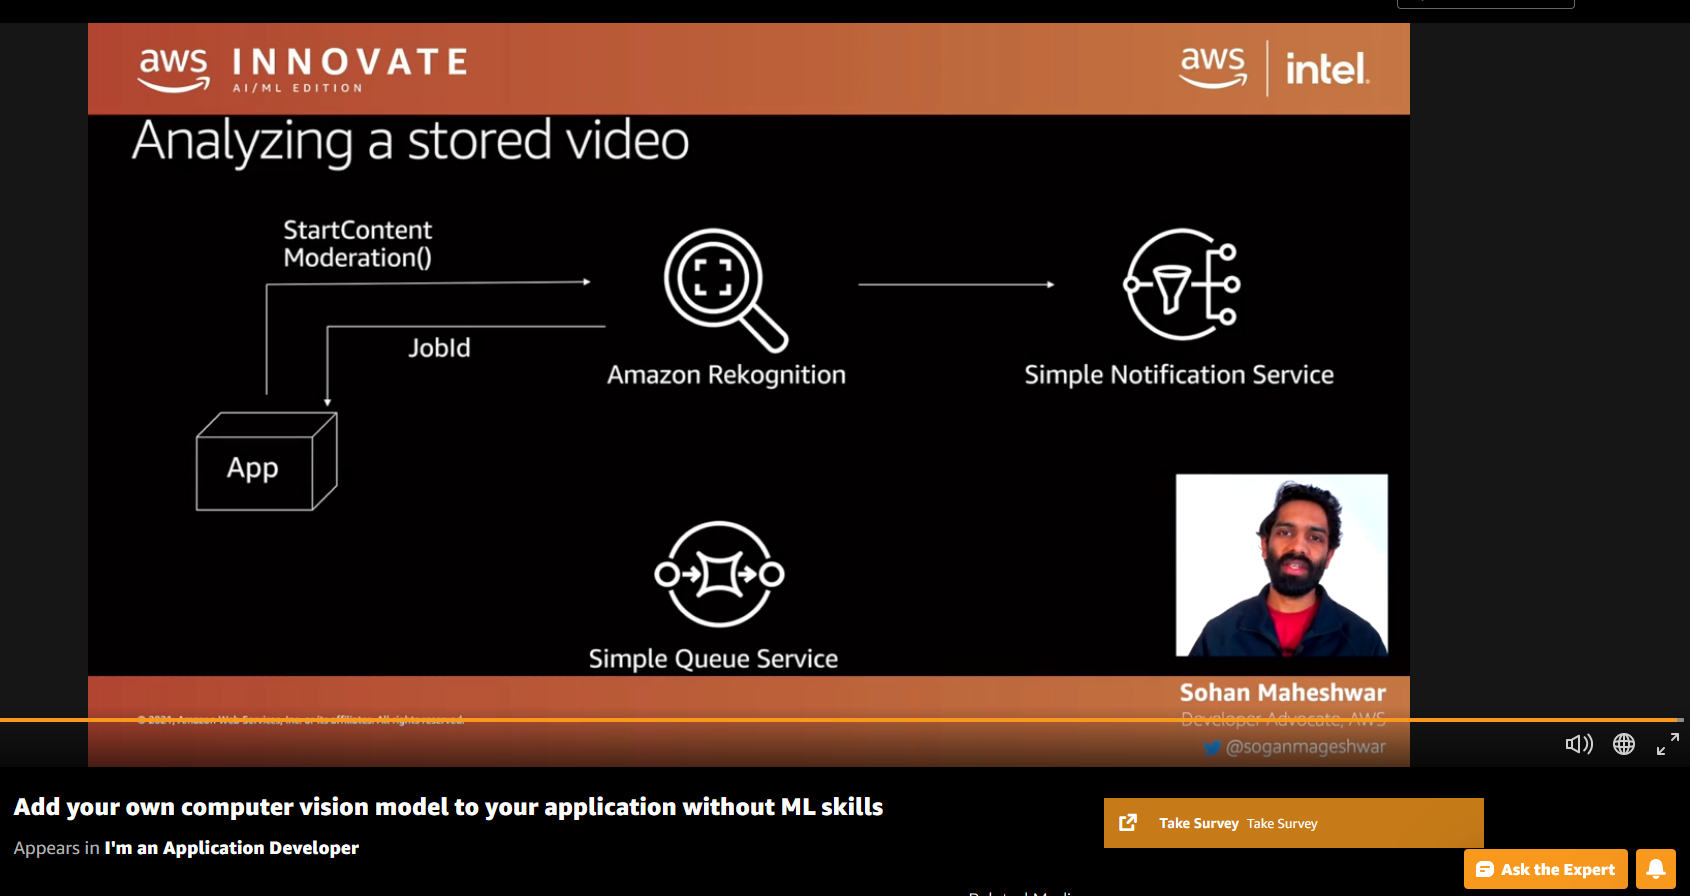 aws INNOVATE
AI/ML EDITION
aws intel.
Analyzing a stored video
StartContent
Moderation()
JobId
Amazon Rekognition
Simple Notification Service
App
Simple Queue Service
Sohan Maheshwar
Developer Advocate, AWS
@soganmageshwar
© 2021, Amazon Web Services, Inc. or its affiliates. All rights reserved.
Add your own computer vision model to your application without ML skills
Appears in I'm an Application Developer
Take Survey Take Survey
Ask the Expert